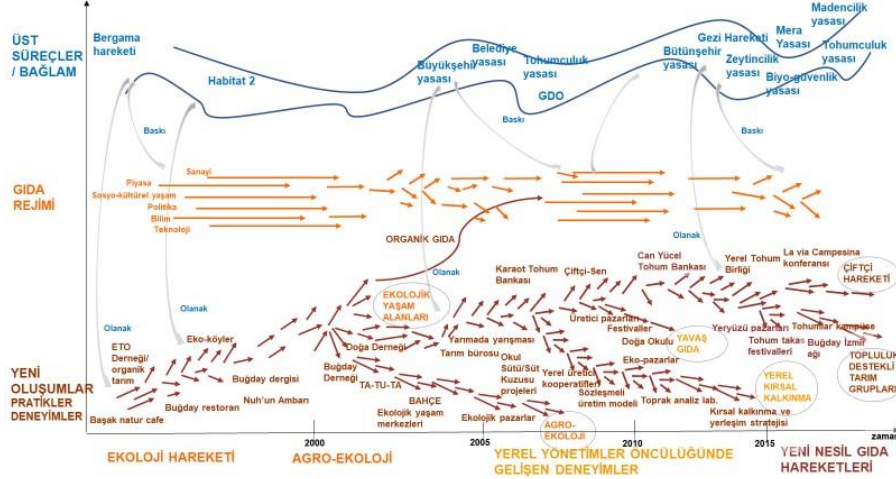 ÜST
SÜREÇLER
/ BAĞLAM
Bergama
hareketi
Habitat 2
Büyükşehir
yasası
Belediye
yasası
Tohumculuk
yasası
GDO
Bütünşehir
yasası
Gezi Hareketi
Zeytincilik
yasası
Mera
Yasası
Madencilik
yasası
Tohumculuk
yasası
Biyo-güvenlik
yasası
Baskı
Baskı
Baskı
GIDA
REJİMİ
Sanayi
Piyasa
Sosyo-kültürel yaşam
Politika
Bilim
Teknoloji
ORGANİK GIDA
Olanak
Olanak
Olanak
Olanak
YENİ
OLUŞUMLAR
PRATİKLER
DENEYİMLER
ETO
Derneği/
organik
tarım
Başak natur cafe
Eko-köyler
Buğday restoran
Buğday dergisi
Nuh'un Ambarı
EKOLOJİK
YAŞAM
ALANLARI
Doğa Derneği
Buğday
Derneği
TA-TU-TA
BAHÇE
Ekolojik yaşam
merkezleri
Yarımada yarışması
Tarım bürosu
Karaot Tohum
Bankası
Çiftçi-Sen
Okul
Sütü/Süt
Kuzusu
projeleri
Ekolojik pazarlar
AGRO-
EKOLOJİ
Üretici pazarları
Festivaller
Doğa Okulu
Yerel üretici
kooperatifleri
Sözleşmeli
üretim modeli
Eko-pazarlar
Toprak analiz lab.
Can Yücel
Tohum Bankası
YAVAŞ
GIDA
Yerel Tohum
Birliği
La via Campesina
konferansı
ÇİFTÇİ
HAREKETİ
Yeryüzü pazarları
Tohum takas
festivalleri
Tohumlar kampüse
Buğday İzmir
ağı
YEREL
KIRSAL
KALKINMA
Kırsal kalkınma ve
yerleşim stratejisi
TOPLULUK
DESTEKLİ
TARIM
GRUPLARI
2000
2005
2010
2015
zaman
EKOLOJİ HAREKETİ
AGRO-EKOLOJİ
YEREL YÖNETİMLER ÖNCÜLÜĞÜNDE
GELİŞEN DENEYİMLER
YENİ NESİL GIDA
HAREKETLERİ